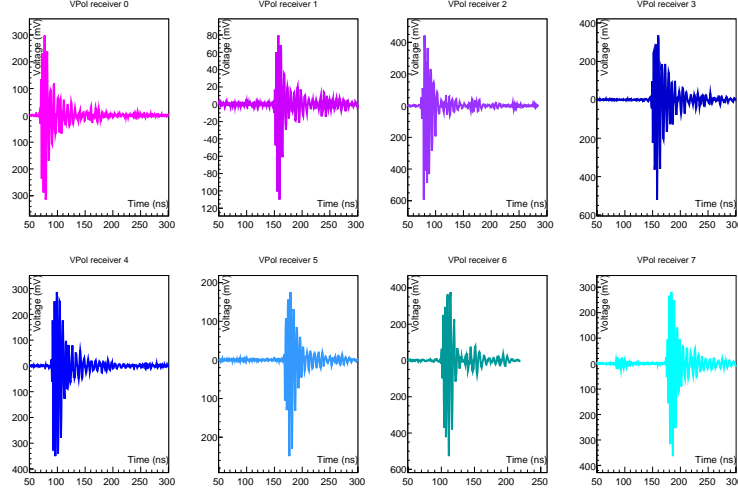 VPol receiver 0
Voltage (mV)
300
200
100
0
100
200
300
Time (ns)
50 100 150 200 250 300
VPol receiver 1
Voltage (mV)
80
60
40
20
0
20
40
60
80
100
120
Time (ns)
50 100 150 200 250 300
VPol receiver 2
Voltage (mV)
400
200
0
200
400
600
Time (ns)
50 100 150 200 250 300
VPol receiver 3
Voltage (mV)
400
200
0
200
400
600
Time (ns)
50 100 150 200 250 300
VPol receiver 4
Voltage (mV)
300
200
100
0
100
200
300
400
Time (ns)
50 100 150 200 250 300
VPol receiver 5
Voltage (mV)
200
100
0
100
200
Time (ns)
50 100 150 200 250 300
VPol receiver 6
Voltage (mV)
400
200
0
200
400
600
Time (ns)
50 100 150 200 250
VPol receiver 7
Voltage (mV)
300
200
100
0
100
200
300
400
Time (ns)
50 100 150 200 250 300